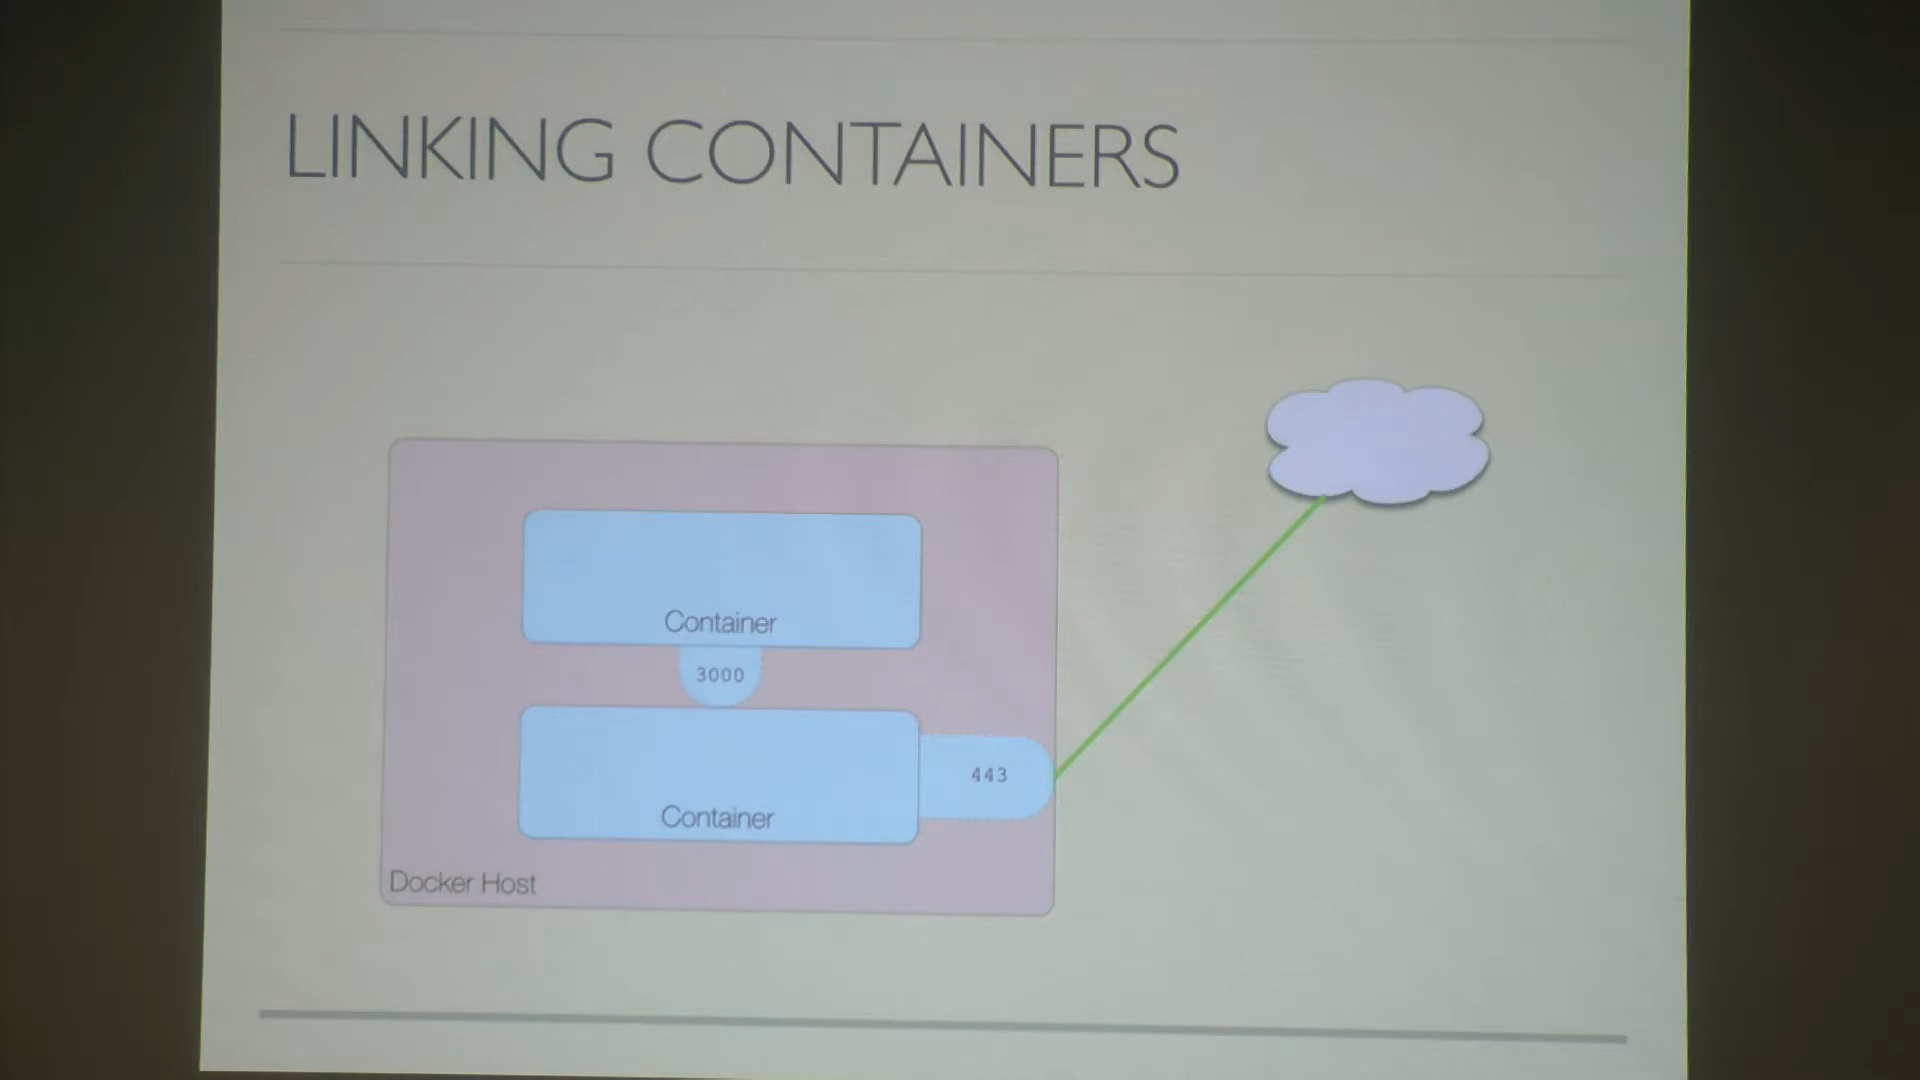 LINKING CONTAINERS
Container
3000
Container
443
Docker Host